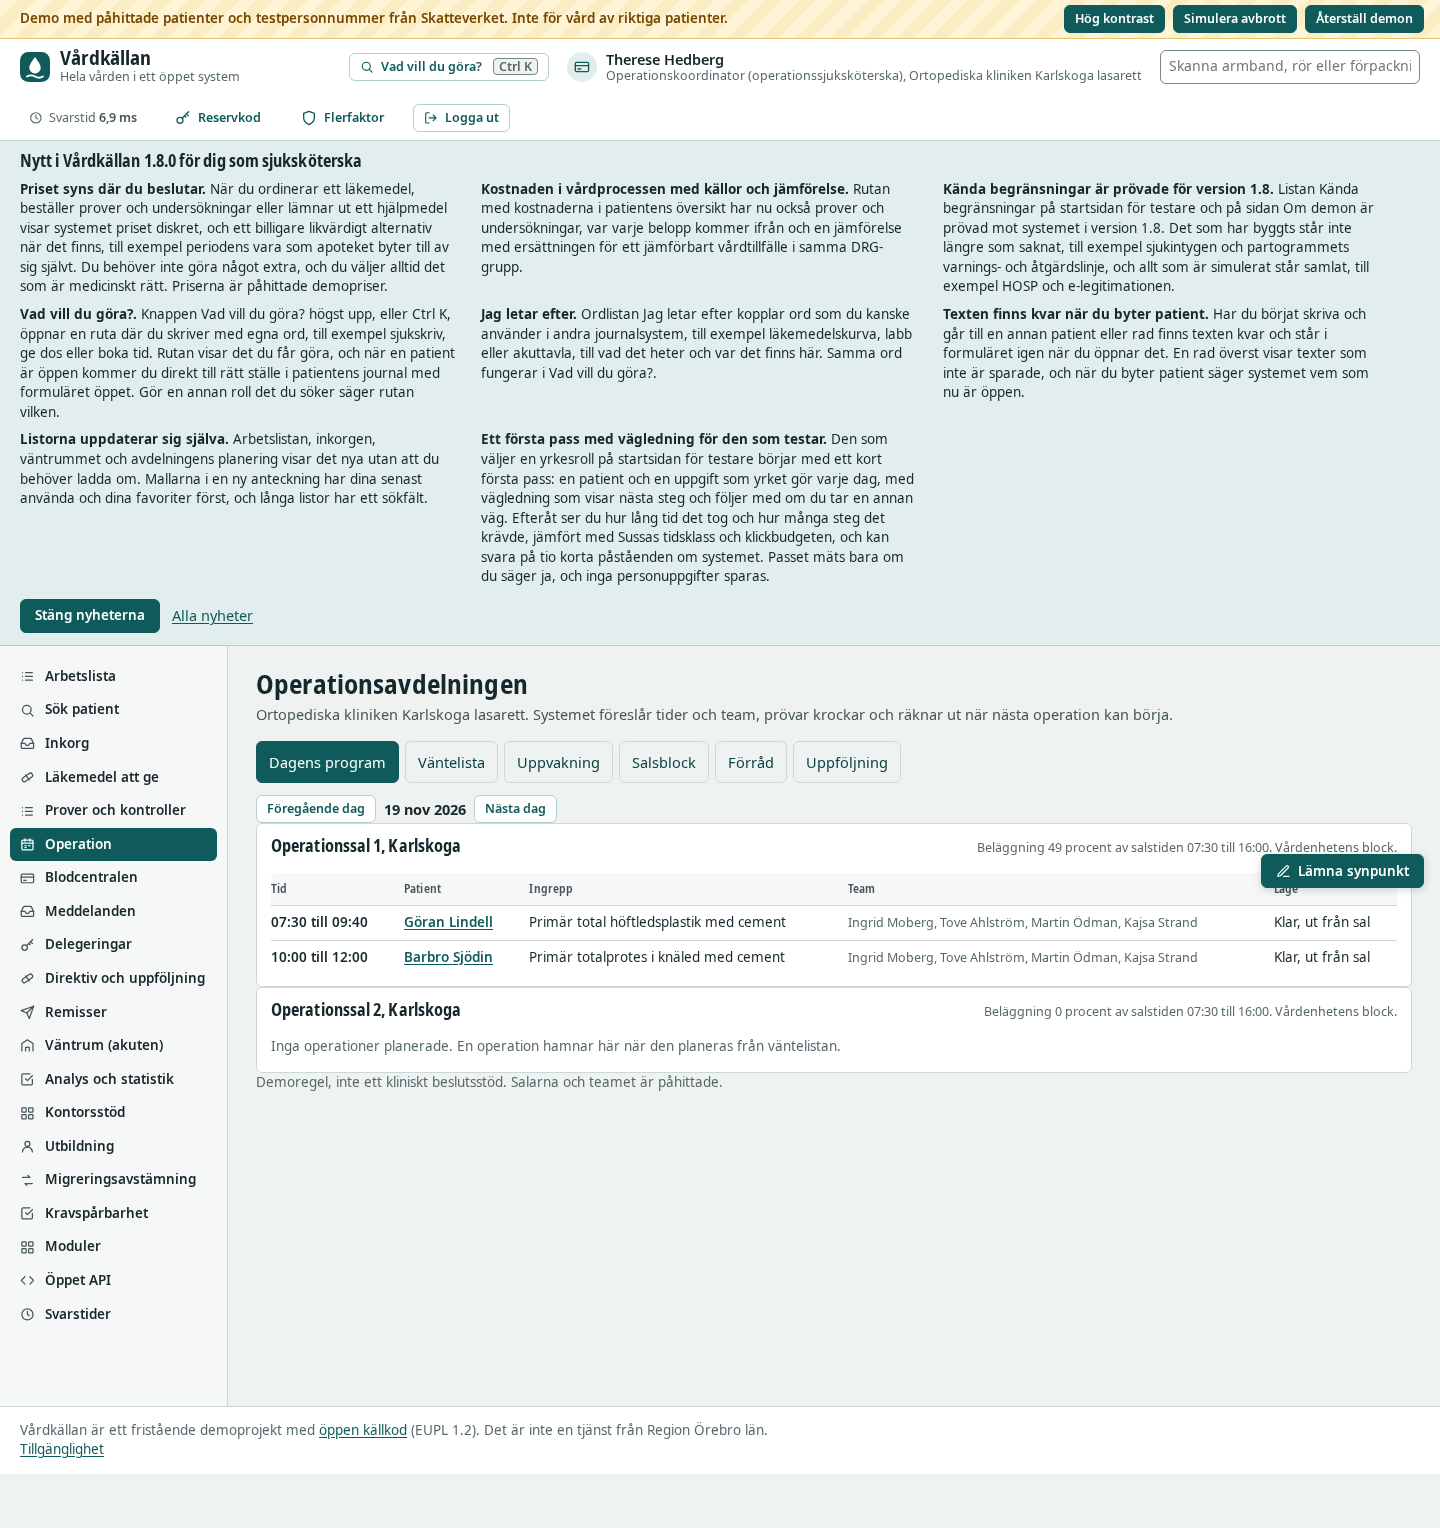 Demo med påhittade patienter och testpersonnummer från Skatteverket. Inte för vård av riktiga patienter.
Hög kontrast
Simulera avbrott
Återställ demon
Vårdkällan
Hela vården i ett öppet system
Vad vill du göra? Ctrl K
Therese Hedberg
Operationskoordinator (operationssjuksköterska), Ortopediska kliniken Karlskoga lasarett
Skanna armband, rör eller förpackni
Svarstid 6,9 ms
Reservkod
Flerfaktor
Logga ut
Nytt i Vårdkällan 1.8.0 för dig som sjuksköterska
Priset syns där du beslutar. När du ordinerar ett läkemedel,
beställer prover och undersökningar eller lämnar ut ett hjälpmedel
visar systemet priset diskret, och ett billigare likvärdigt alternativ
när det finns, till exempel periodens vara som apoteket byter till av
sig självt. Du behöver inte göra något extra, och du väljer alltid det
som är medicinskt rätt. Priserna är påhittade demopriser.
Kostnaden i vårdprocessen med källor och jämförelse. Rutan
med kostnaderna i patientens översikt har nu också prover och
undersökningar, var varje belopp kommer ifrån och en jämförelse
med ersättningen för ett jämförbart vårdtillfälle i samma DRG-
grupp.
Kända begränsningar är prövade för version 1.8. Listan Kända
begränsningar på startsidan för testare och på sidan Om demon är
prövad mot systemet i version 1.8. Det som har byggts står inte
längre som saknat, till exempel sjukintygen och partogrammets
varnings- och åtgärdslinje, och allt som är simulerat står samlat, till
exempel HOSP och e-legitimationen.
Vad vill du göra?. Knappen Vad vill du göra? högst upp, eller Ctrl K,
öppnar en ruta där du skriver med egna ord, till exempel sjukskriv,
ge dos eller boka tid. Rutan visar det du får göra, och när en patient
är öppen kommer du direkt till rätt ställe i patientens journal med
formuläret öppet. Gör en annan roll det du söker säger rutan
vilken.
Jag letar efter. Ordlistan Jag letar efter kopplar ord som du kanske
använder i andra journalsystem, till exempel läkemedelskurva, labb
eller akuttavla, till vad det heter och var det finns här. Samma ord
fungerar i Vad vill du göra?.
Texten finns kvar när du byter patient. Har du börjat skriva och
går till en annan patient eller rad finns texten kvar och står i
formuläret igen när du öppnar det. En rad överst visar texter som
inte är sparade, och när du byter patient säger systemet vem som
nu är öppen.
Listorna uppdaterar sig själva. Arbetslistan, inkorgen,
väntrummet och avdelningens planering visar det nya utan att du
behöver ladda om. Mallarna i en ny anteckning har dina senast
använda och dina favoriter först, och långa listor har ett sökfält.
Ett första pass med vägledning för den som testar. Den som
väljer en yrkesroll på startsidan för testare börjar med ett kort
första pass: en patient och en uppgift som yrket gör varje dag, med
vägledning som visar nästa steg och följer med om du tar en annan
väg. Efteråt ser du hur lång tid det tog och hur många steg det
krävde, jämfört med Sussas tidsklass och klickbudgeten, och kan
svara på tio korta påståenden om systemet. Passet mäts bara om
du säger ja, och inga personuppgifter sparas.
Stäng nyheterna
Alla nyheter
Arbetslista
Sök patient
Inkorg
Läkemedel att ge
Prover och kontroller
Operation
Blodcentralen
Meddelanden
Delegeringar
Direktiv och uppföljning
Remisser
Väntrum (akuten)
Analys och statistik
Kontorsstöd
Utbildning
Migreringsavstämning
Kravspårbarhet
Moduler
Öppet API
Svarstider
Operationsavdelningen
Ortopediska kliniken Karlskoga lasarett. Systemet föreslår tider och team, prövar krockar och räknar ut när nästa operation kan börja.
Dagens program
Väntelista
Uppvakning
Salsblock
Förråd
Uppföljning
Föregående dag
19 nov 2026
Nästa dag
Operationssal 1, Karlskoga
Beläggning 49 procent av salstiden 07:30 till 16:00. Vårdenhetens block.
Lämna synpunkt
Tid Patient Ingrepp Team Läge
07:30 till 09:40 Göran Lindell Primär total höftledsplastik med cement Ingrid Moberg, Tove Ahlström, Martin Ödman, Kajsa Strand Klar, ut från sal
10:00 till 12:00 Barbro Sjödin Primär totalprotes i knäled med cement Ingrid Moberg, Tove Ahlström, Martin Ödman, Kajsa Strand Klar, ut från sal
Operationssal 2, Karlskoga
Beläggning 0 procent av salstiden 07:30 till 16:00. Vårdenhetens block.
Inga operationer planerade. En operation hamnar här när den planeras från väntelistan.
Demoregel, inte ett kliniskt beslutsstöd. Salarna och teamet är påhittade.
Vårdkällan är ett fristående demoprojekt med öppen källkod (EUPL 1.2). Det är inte en tjänst från Region Örebro län.
Tillgänglighet